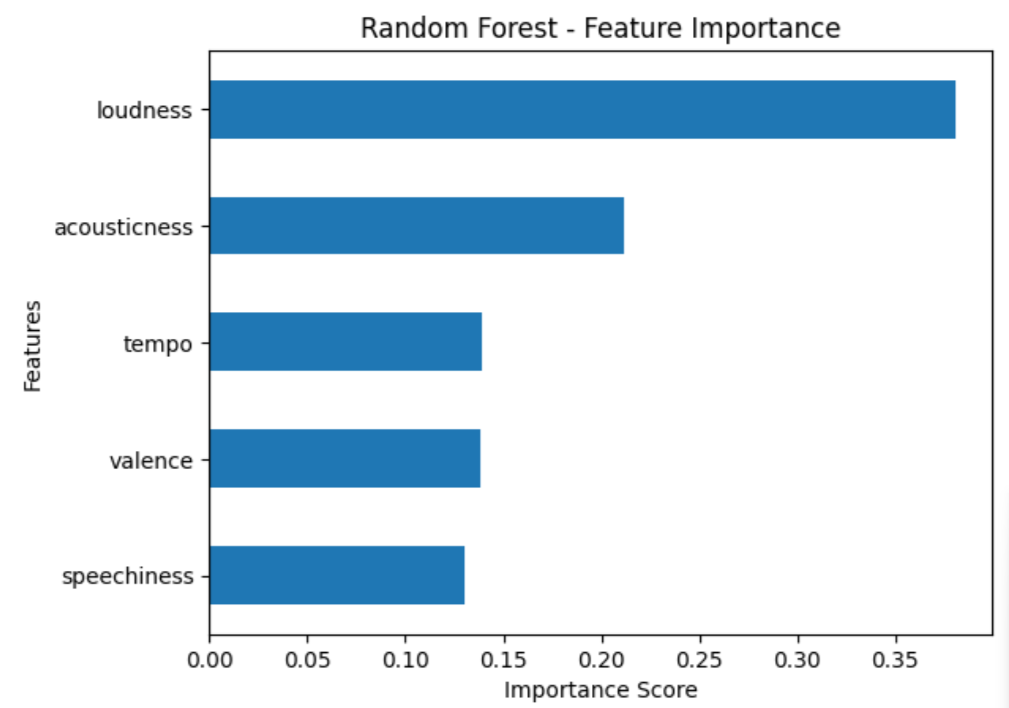 Random Forest - Feature Importance
loudness
acousticness
tempo
valence
speechiness
Features
0.00 0.05 0.10 0.15 0.20 0.25 0.30 0.35
Importance Score